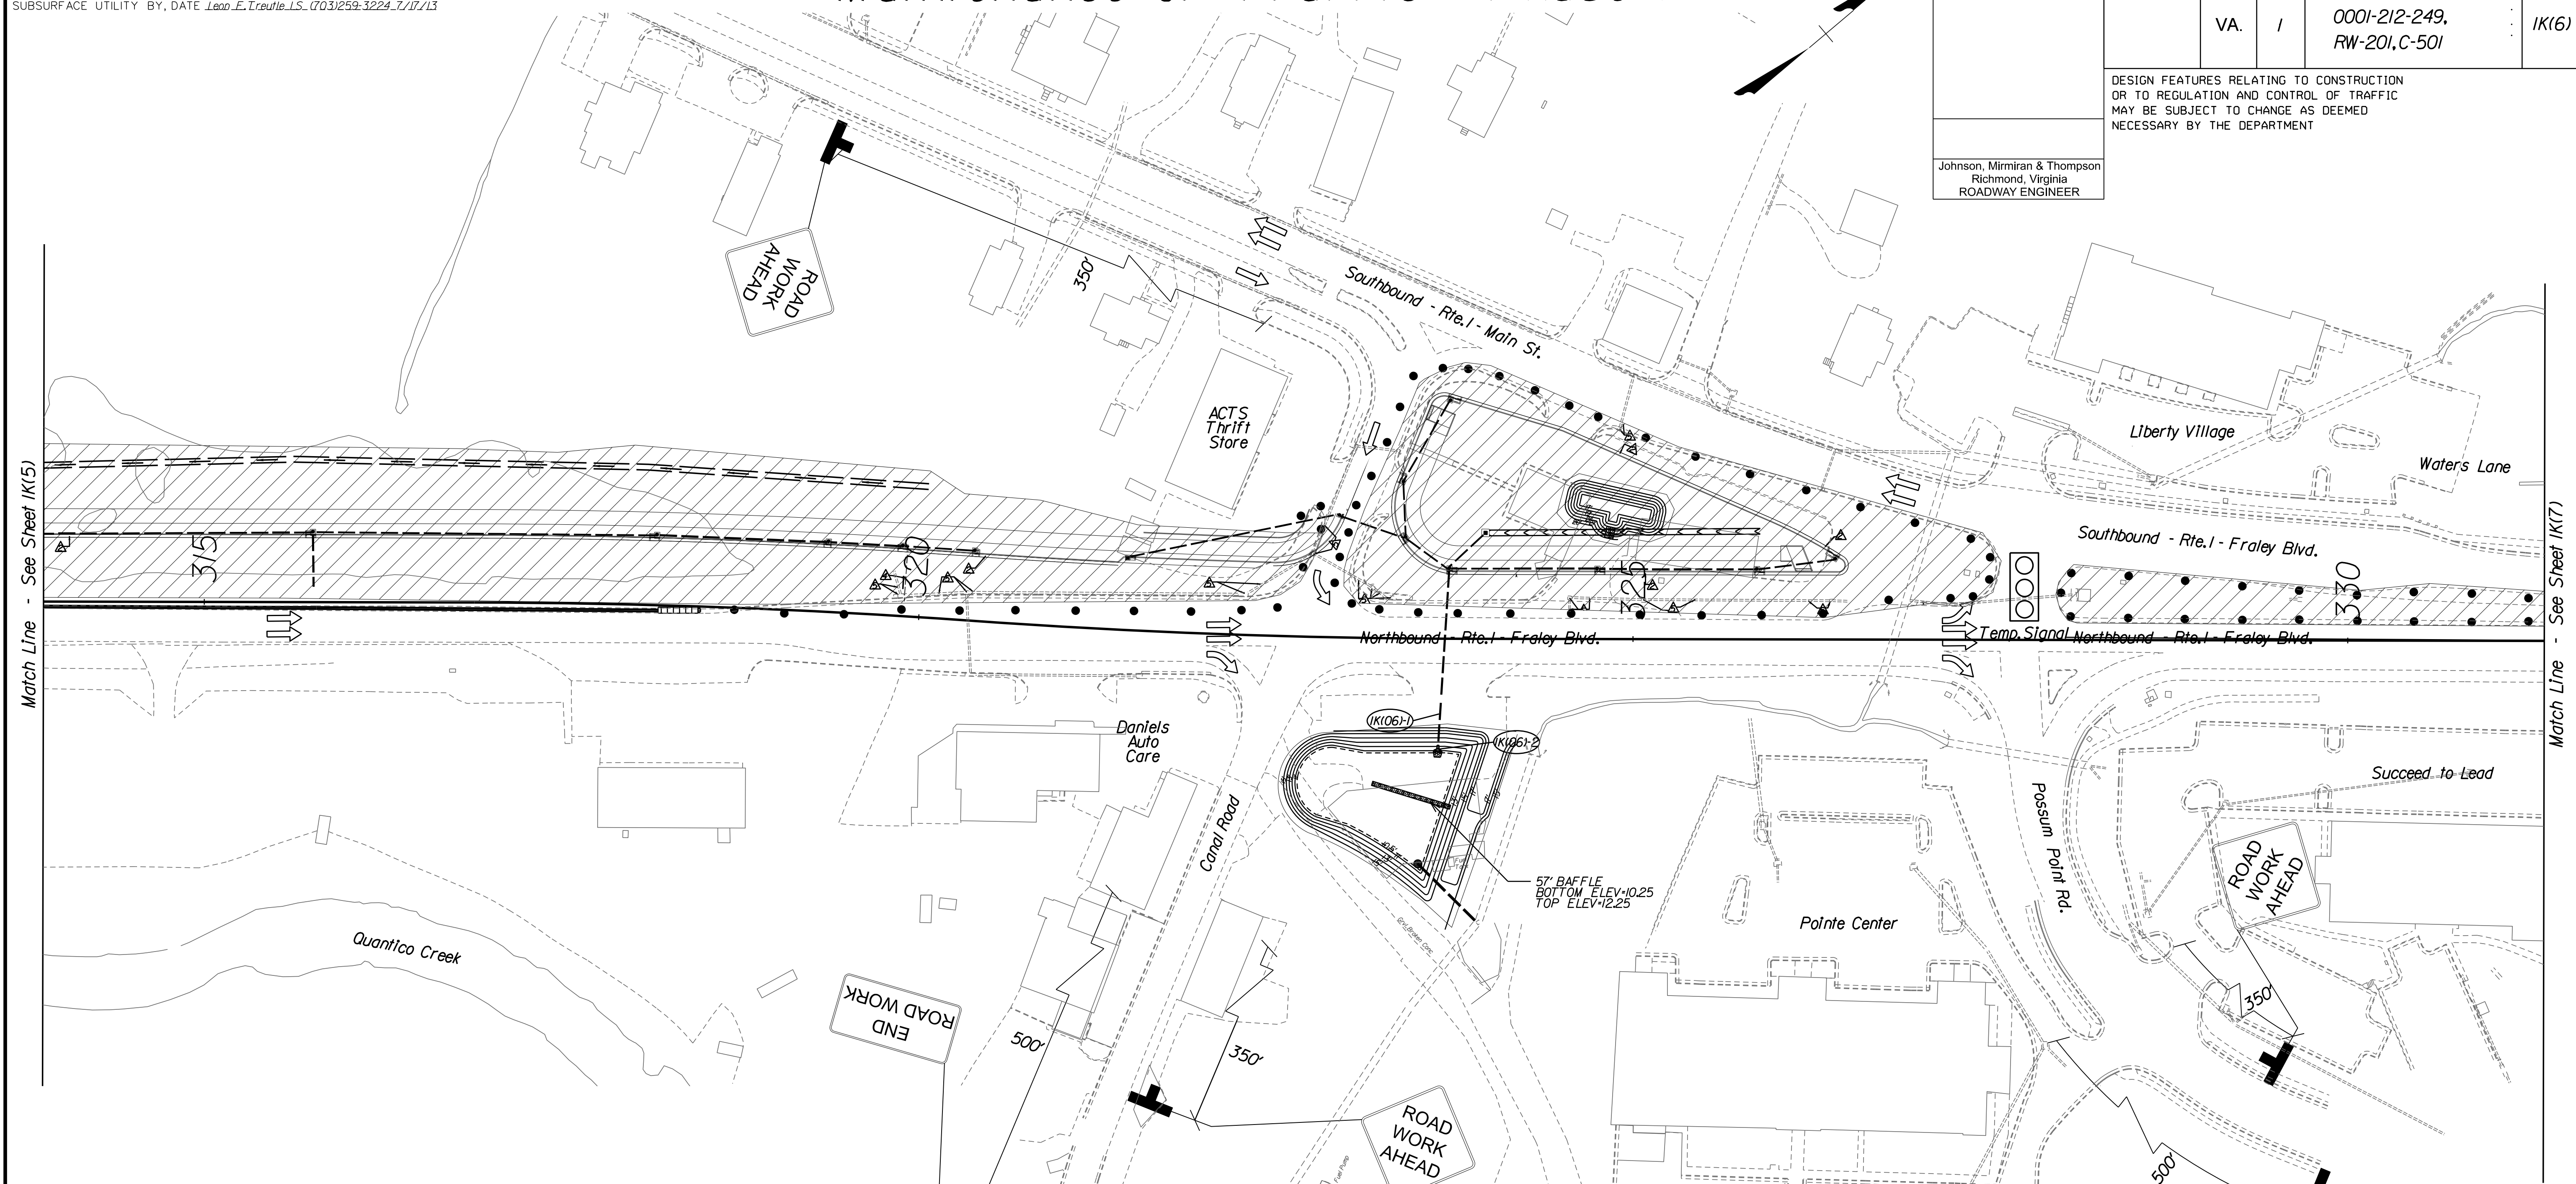 SUBSURFACE UTILITY BY, DATE Leon E. Treutle L.S. (703)259-3224 7/17/13
VA.
1
0001-212-249,
RW-201, C-501
1K(6)
DESIGN FEATURES RELATING TO CONSTRUCTION
OR TO REGULATION AND CONTROL OF TRAFFIC
MAY BE SUBJECT TO CHANGE AS DEEMED
NECESSARY BY THE DEPARTMENT
Johnson, Mirmiran & Thompson
Richmond, Virginia
ROADWAY ENGINEER
ROAD
WORK
AHEAD
350'
Southbound - Rte.1 - Main St.
ACTS
Thrift
Store
Liberty Village
Waters Lane
Match Line - See Sheet 1K(5)
Match Line - See Sheet 1K(7)
Southbound - Rte.1 - Fraley Blvd.
315
320
325
330
Northbound - Rte.1 - Fraley Blvd.
Temp. Signal
Northbound - Rte.1 - Fraley Blvd.
1K(06)-1
1K(06)-2
Daniels
Auto
Care
Canal Road
57' BAFFLE
BOTTOM ELEV=10.25
TOP ELEV=12.25
Possum Point Rd.
Succeed to Lead
ROAD
WORK
AHEAD
Pointe Center
Quantico Creek
END
ROAD WORK
500'
350'
350'
ROAD
WORK
AHEAD
500'
Fuel Pump